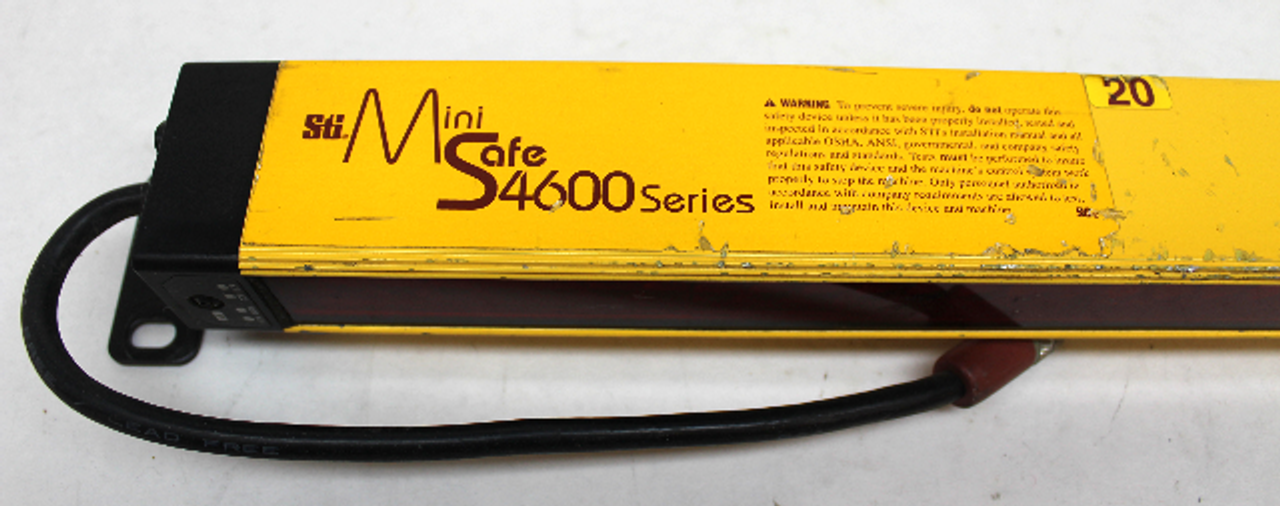 STI Mini
Safe
S4600 Series
20
⚠ WARNING To prevent severe injury, do not operate this
safety device unless it has been properly installed, tested and
inspected in accordance with STI's installation manual and all
applicable OSHA, ANSI, governmental, and company safety
regulations and standards. Tests must be performed to insure
that this safety device and the machine's control system work
properly to stop the machine. Only personnel authorized in
accordance with company requirements are allowed to test,
install and maintain this device and machine.
LEAD FREE